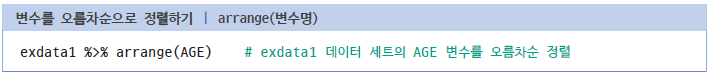 변수를 오름차순으로 정렬하기 | arrange(변수명)
exdata1 %>% arrange(AGE)    # exdata1 데이터 세트의 AGE 변수를 오름차순 정렬